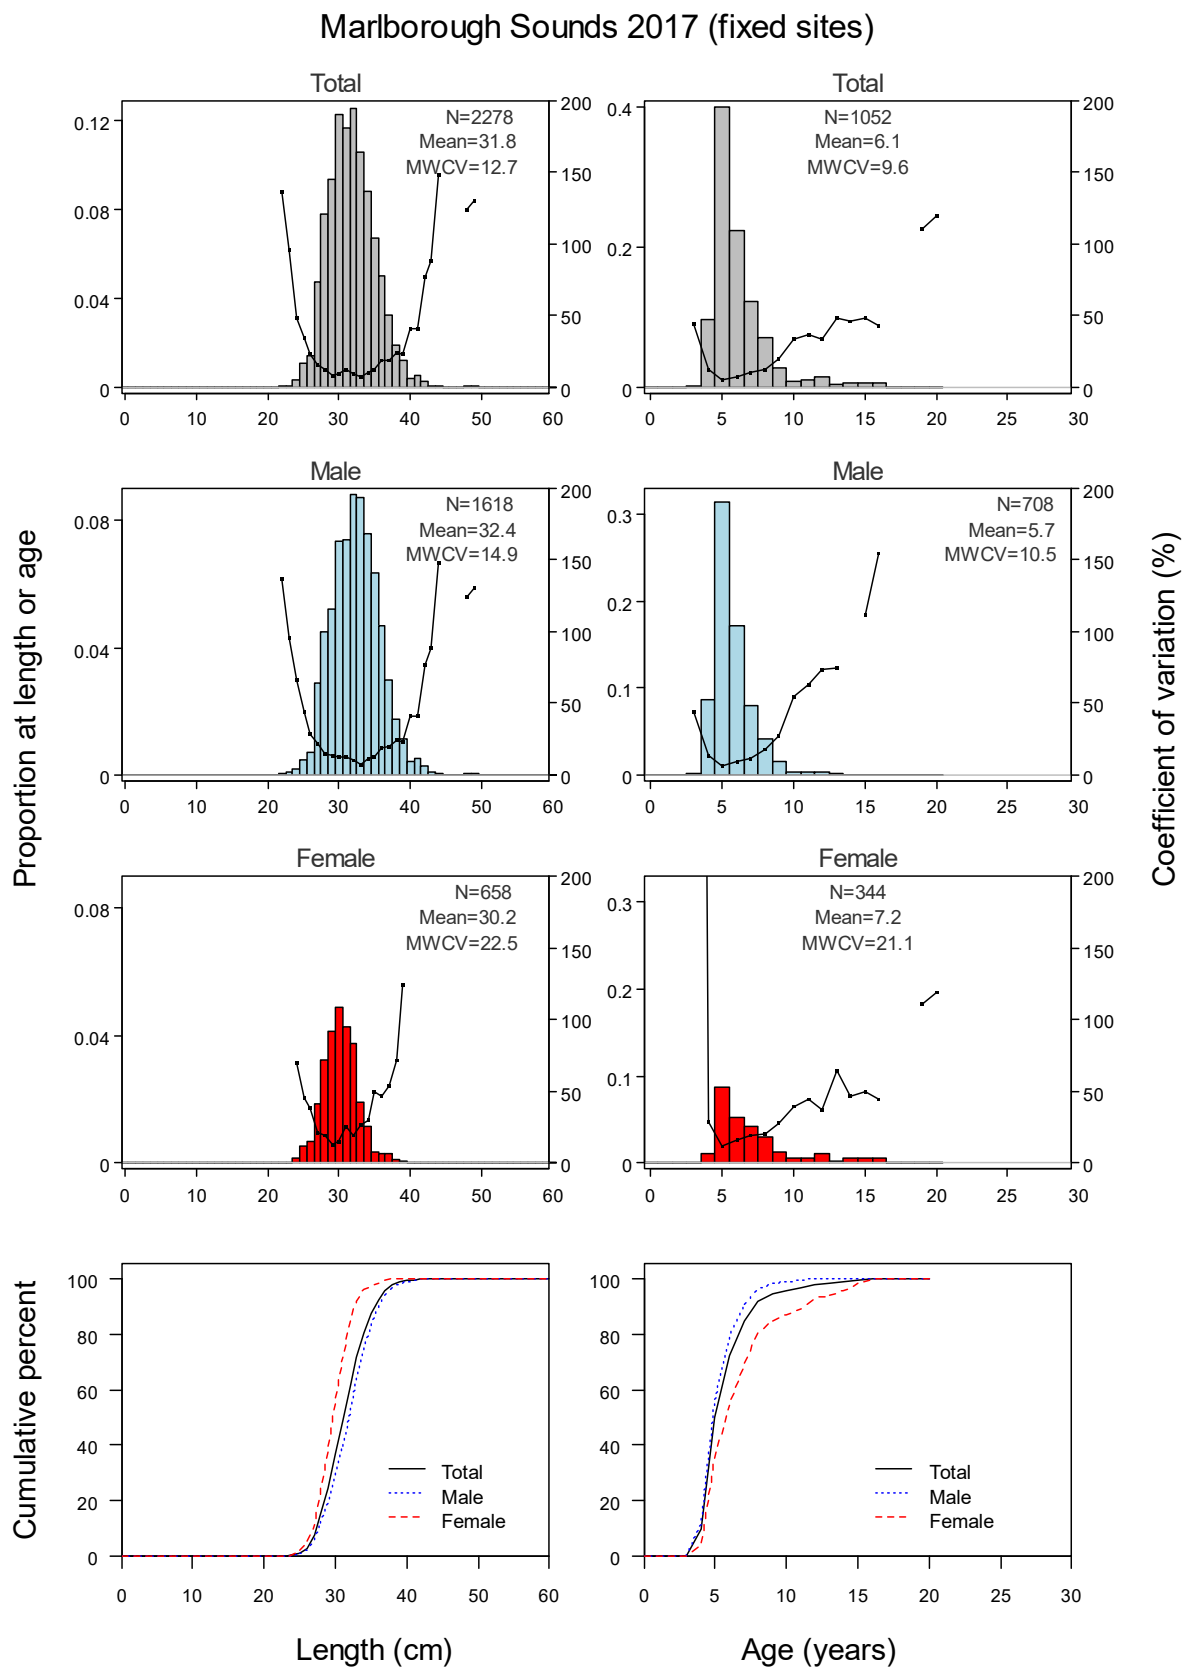 Marlborough Sounds 2017 (fixed sites)
Total
Total
N=2278
Mean=31.8
MWCV=12.7
N=1052
Mean=6.1
MWCV=9.6
0.12
0.08
0.04
0
200
150
100
50
0
0.4
0.2
0
200
150
100
50
0
0 10 20 30 40 50 60
0 5 10 15 20 25 30
Male
Male
N=1618
Mean=32.4
MWCV=14.9
N=708
Mean=5.7
MWCV=10.5
0.08
0.04
0
200
150
100
50
0
0.3
0.2
0.1
0
200
150
100
50
0
0 10 20 30 40 50 60
0 5 10 15 20 25 30
Proportion at length or age
Coefficient of variation (%)
Female
Female
N=658
Mean=30.2
MWCV=22.5
N=344
Mean=7.2
MWCV=21.1
0.08
0.04
0
200
150
100
50
0
0.3
0.2
0.1
0
200
150
100
50
0
0 10 20 30 40 50 60
0 5 10 15 20 25 30
Cumulative percent
100
80
60
40
20
0
Total
Male
Female
100
80
60
40
20
0
Total
Male
Female
0 10 20 30 40 50 60
0 5 10 15 20 25 30
Length (cm)
Age (years)